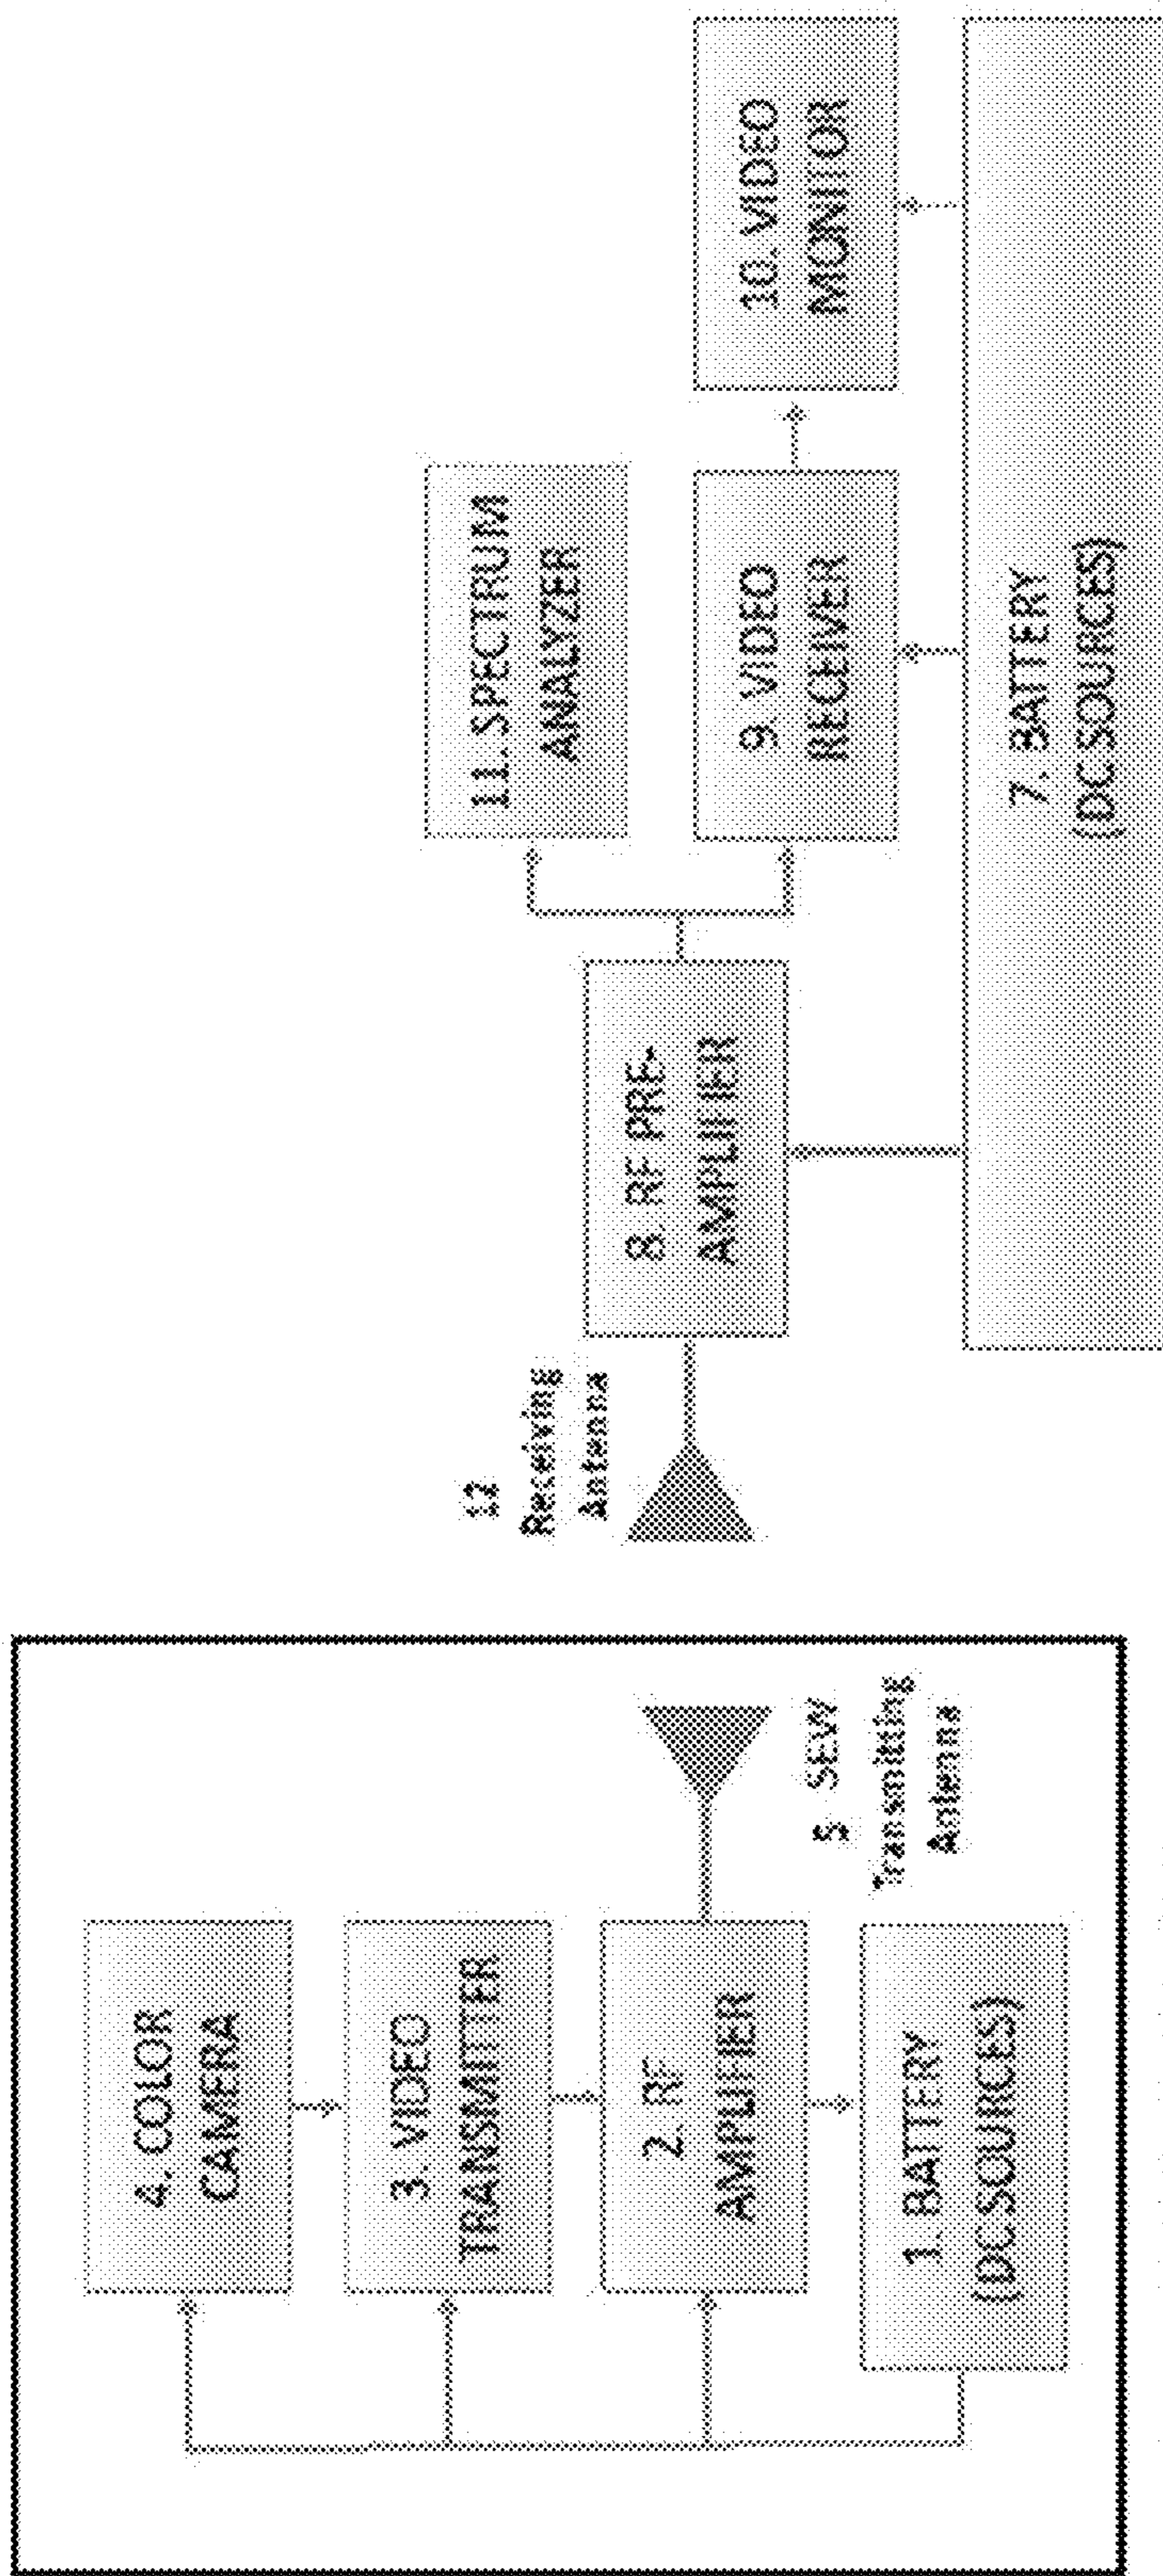 4. COLOR
CAMERA
3. VIDEO
TRANSMITTER
2. RF
AMPLIFIER
1. BATTERY
(DC SOURCES)
5 SEW
Transmitting
Antenna
12
Receiving
Antenna
8. RF PRE-
AMPLIFIER
11. SPECTRUM
ANALYZER
9. VIDEO
RECEIVER
10. VIDEO
MONITOR
7. BATTERY
(DC SOURCES)